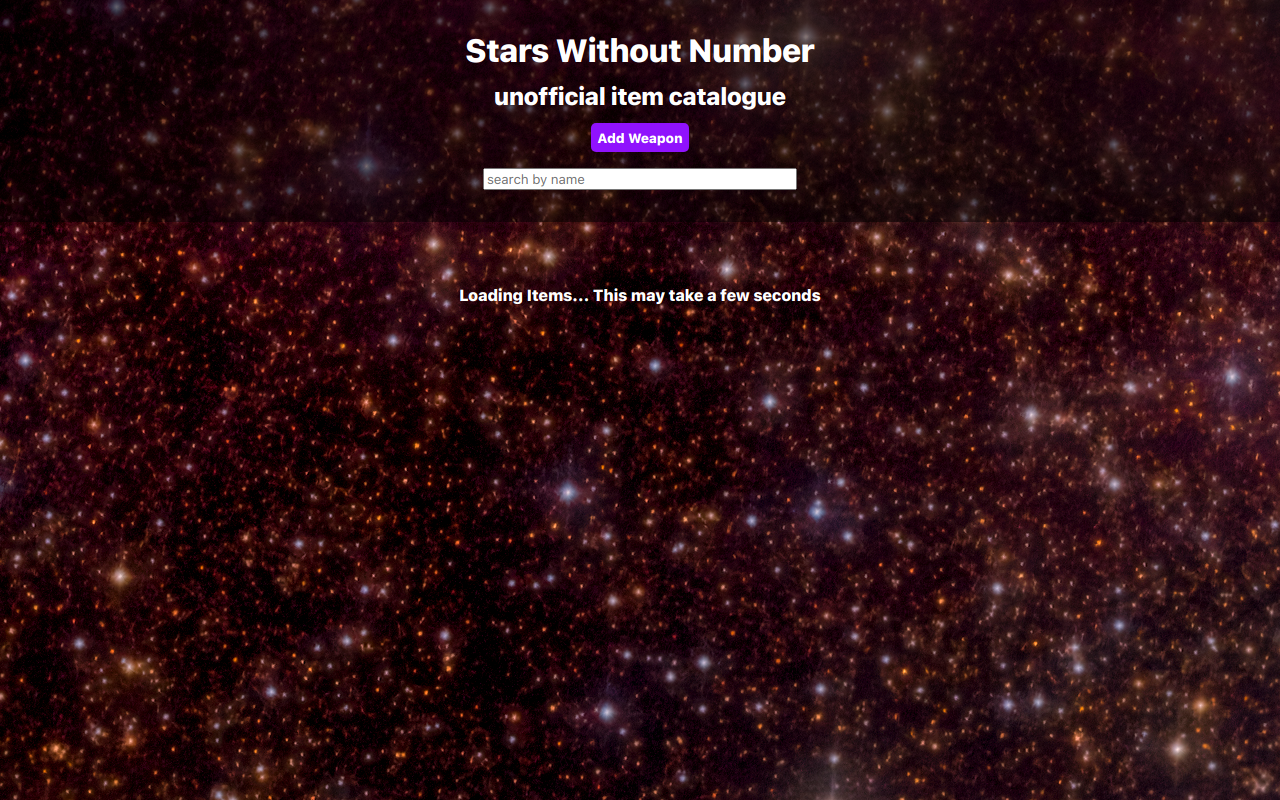 Stars Without Number
unofficial item catalogue
Add Weapon
search by name
Loading Items... This may take a few seconds